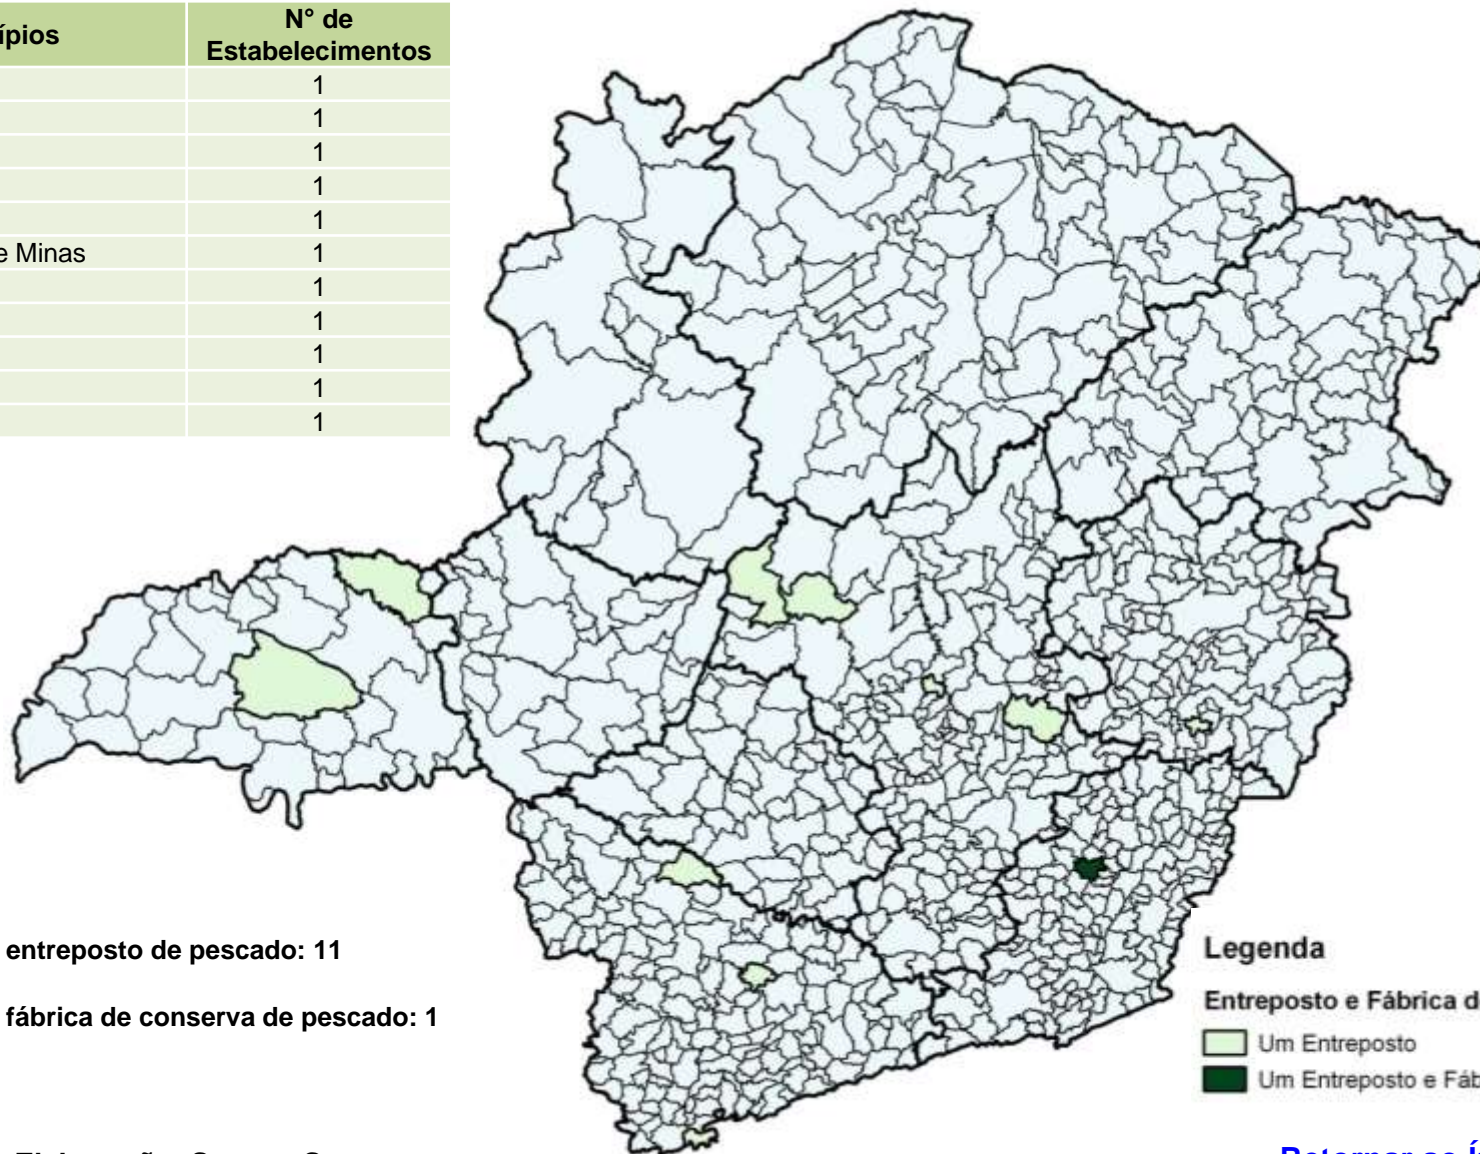 ípios N° de
Estabelecimentos
1
1
1
1
1
e Minas 1
1
1
1
1
1
entreposto de pescado: 11
fábrica de conserva de pescado: 1
Legenda
Entreposto e Fábrica d
Um Entreposto
Um Entreposto e Fáb